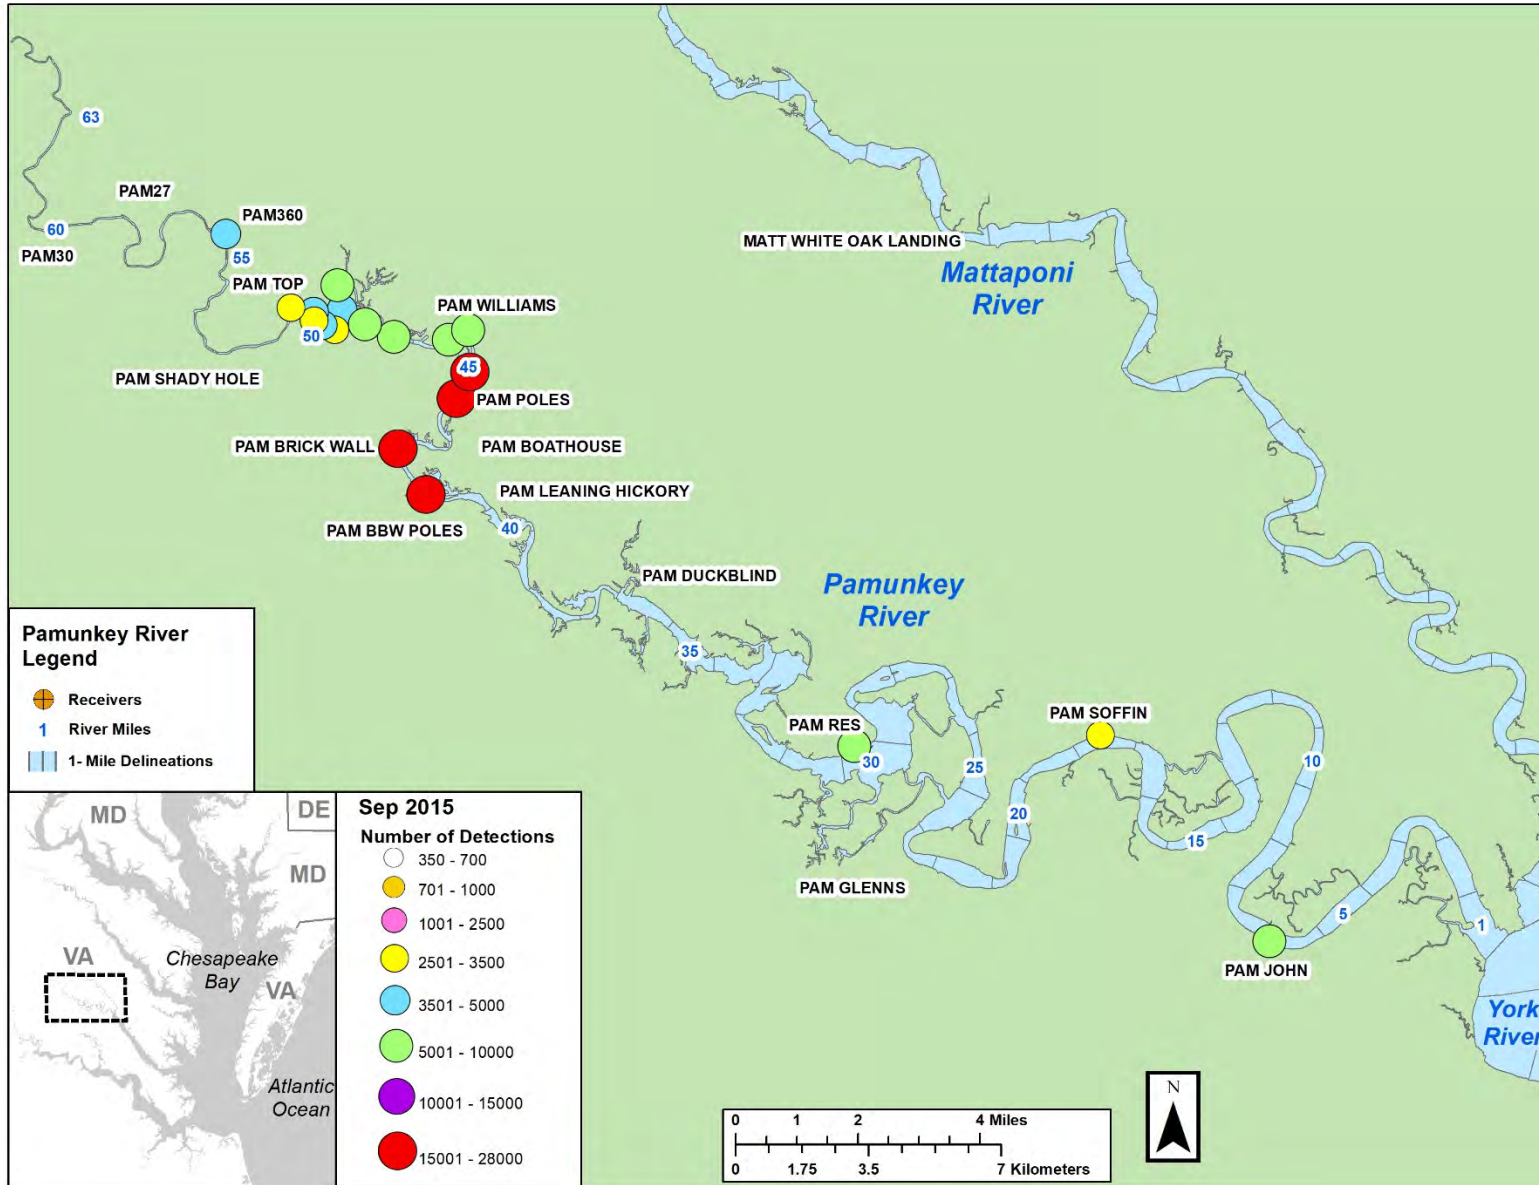 63
PAM27
PAM360
60
PAM30
55
PAM TOP
50
PAM WILLIAMS
PAM SHADY HOLE
45
PAM POLES
PAM BRICK WALL
PAM BOATHOUSE
PAM LEANING HICKORY
PAM BBW POLES
40
PAM DUCKBLIND
MATT WHITE OAK LANDING
Mattaponi
River
Pamunkey
River
35
PAM RES
30
25
PAM SOFFIN
20
PAM GLENNS
15
10
5
1
PAM JOHN
York
River
Pamunkey River
Legend
Receivers
1 River Miles
1- Mile Delineations
MD
DE
MD
VA
Chesapeake
Bay
VA
Atlantic
Ocean
Sep 2015
Number of Detections
350 - 700
701 - 1000
1001 - 2500
2501 - 3500
3501 - 5000
5001 - 10000
10001 - 15000
15001 - 28000
0 1 2 4 Miles
0 1.75 3.5 7 Kilometers
N